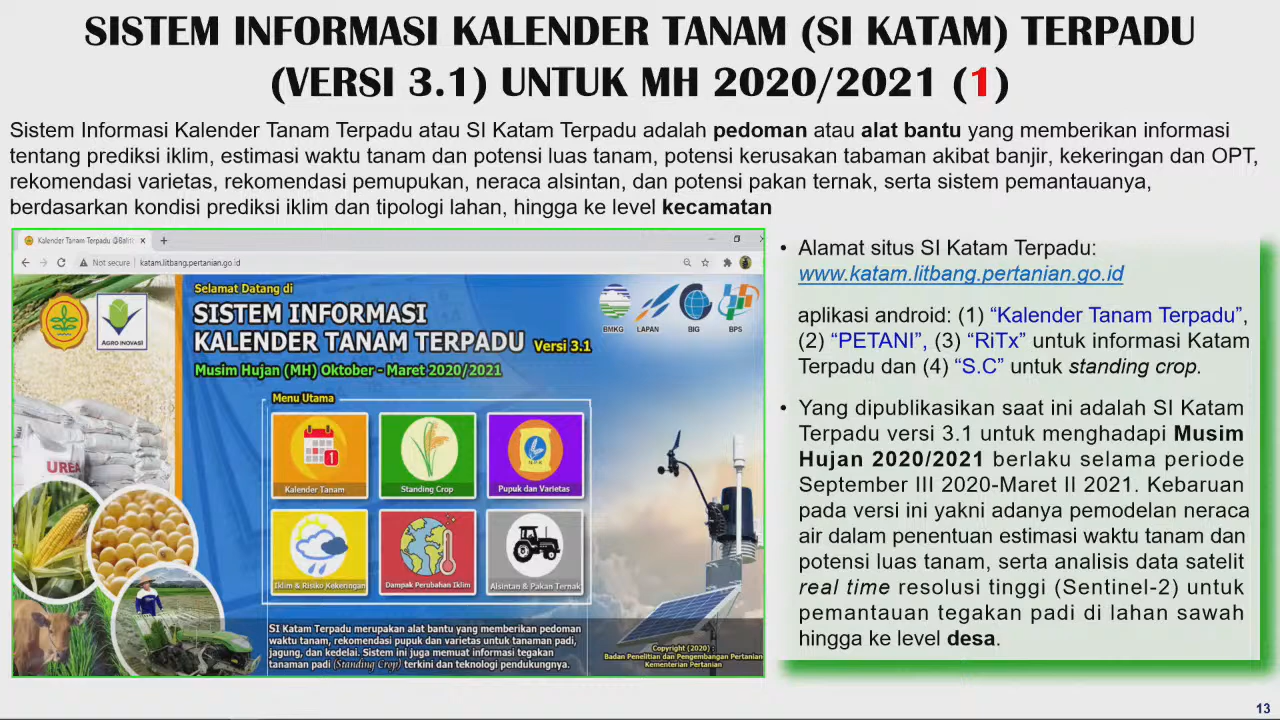 SISTEM INFORMASI KALENDER TANAM (SI KATAM) TERPADU
(VERSI 3.1) UNTUK MH 2020/2021 (1)
Sistem Informasi Kalender Tanam Terpadu atau SI Katam Terpadu adalah pedoman atau alat bantu yang memberikan informasi
tentang prediksi iklim, estimasi waktu tanam dan potensi luas tanam, potensi kerusakan tabaman akibat banjir, kekeringan dan OPT,
rekomendasi varietas, rekomendasi pemupukan, neraca alsintan, dan potensi pakan ternak, serta sistem pemantauanya,
berdasarkan kondisi prediksi iklim dan tipologi lahan, hingga ke level kecamatan
Kalender Tanam Terpadu @Balit
Not secure | katam.litbang.pertanian.go.id
AGRO INOVASI
Selamat Datang di
SISTEM INFORMASI
KALENDER TANAM TERPADU Versi 3.1
Musim Hujan (MH) Oktober - Maret 2020/2021
BMKG LAPAN BIG BPS
Menu Utama
1
N P K
Kalender Tanam Standing Crop Pupuk dan Varietas
Iklim & Risiko Kekeringan Dampak Perubahan Iklim Alsintan & Pakan Ternak
UREA
SI Katam Terpadu merupakan alat bantu yang memberikan pedoman
waktu tanam, rekomendasi pupuk dan varietas untuk tanaman padi,
jagung, dan kedelai. Sistem ini juga memuat informasi tegakan
tanaman padi (Standing Crop) terkini dan teknologi pendukungnya.
Copyright (2020) :
Badan Penelitian dan Pengembangan Pertanian
Kementerian Pertanian
• Alamat situs SI Katam Terpadu:
www.katam.litbang.pertanian.go.id
aplikasi android: (1) “Kalender Tanam Terpadu”,
(2) “PETANI”, (3) “RiTx” untuk informasi Katam
Terpadu dan (4) “S.C” untuk standing crop.
• Yang dipublikasikan saat ini adalah SI Katam
Terpadu versi 3.1 untuk menghadapi Musim
Hujan 2020/2021 berlaku selama periode
September III 2020-Maret II 2021. Kebaruan
pada versi ini yakni adanya pemodelan neraca
air dalam penentuan estimasi waktu tanam dan
potensi luas tanam, serta analisis data satelit
real time resolusi tinggi (Sentinel-2) untuk
pemantauan tegakan padi di lahan sawah
hingga ke level desa.
13